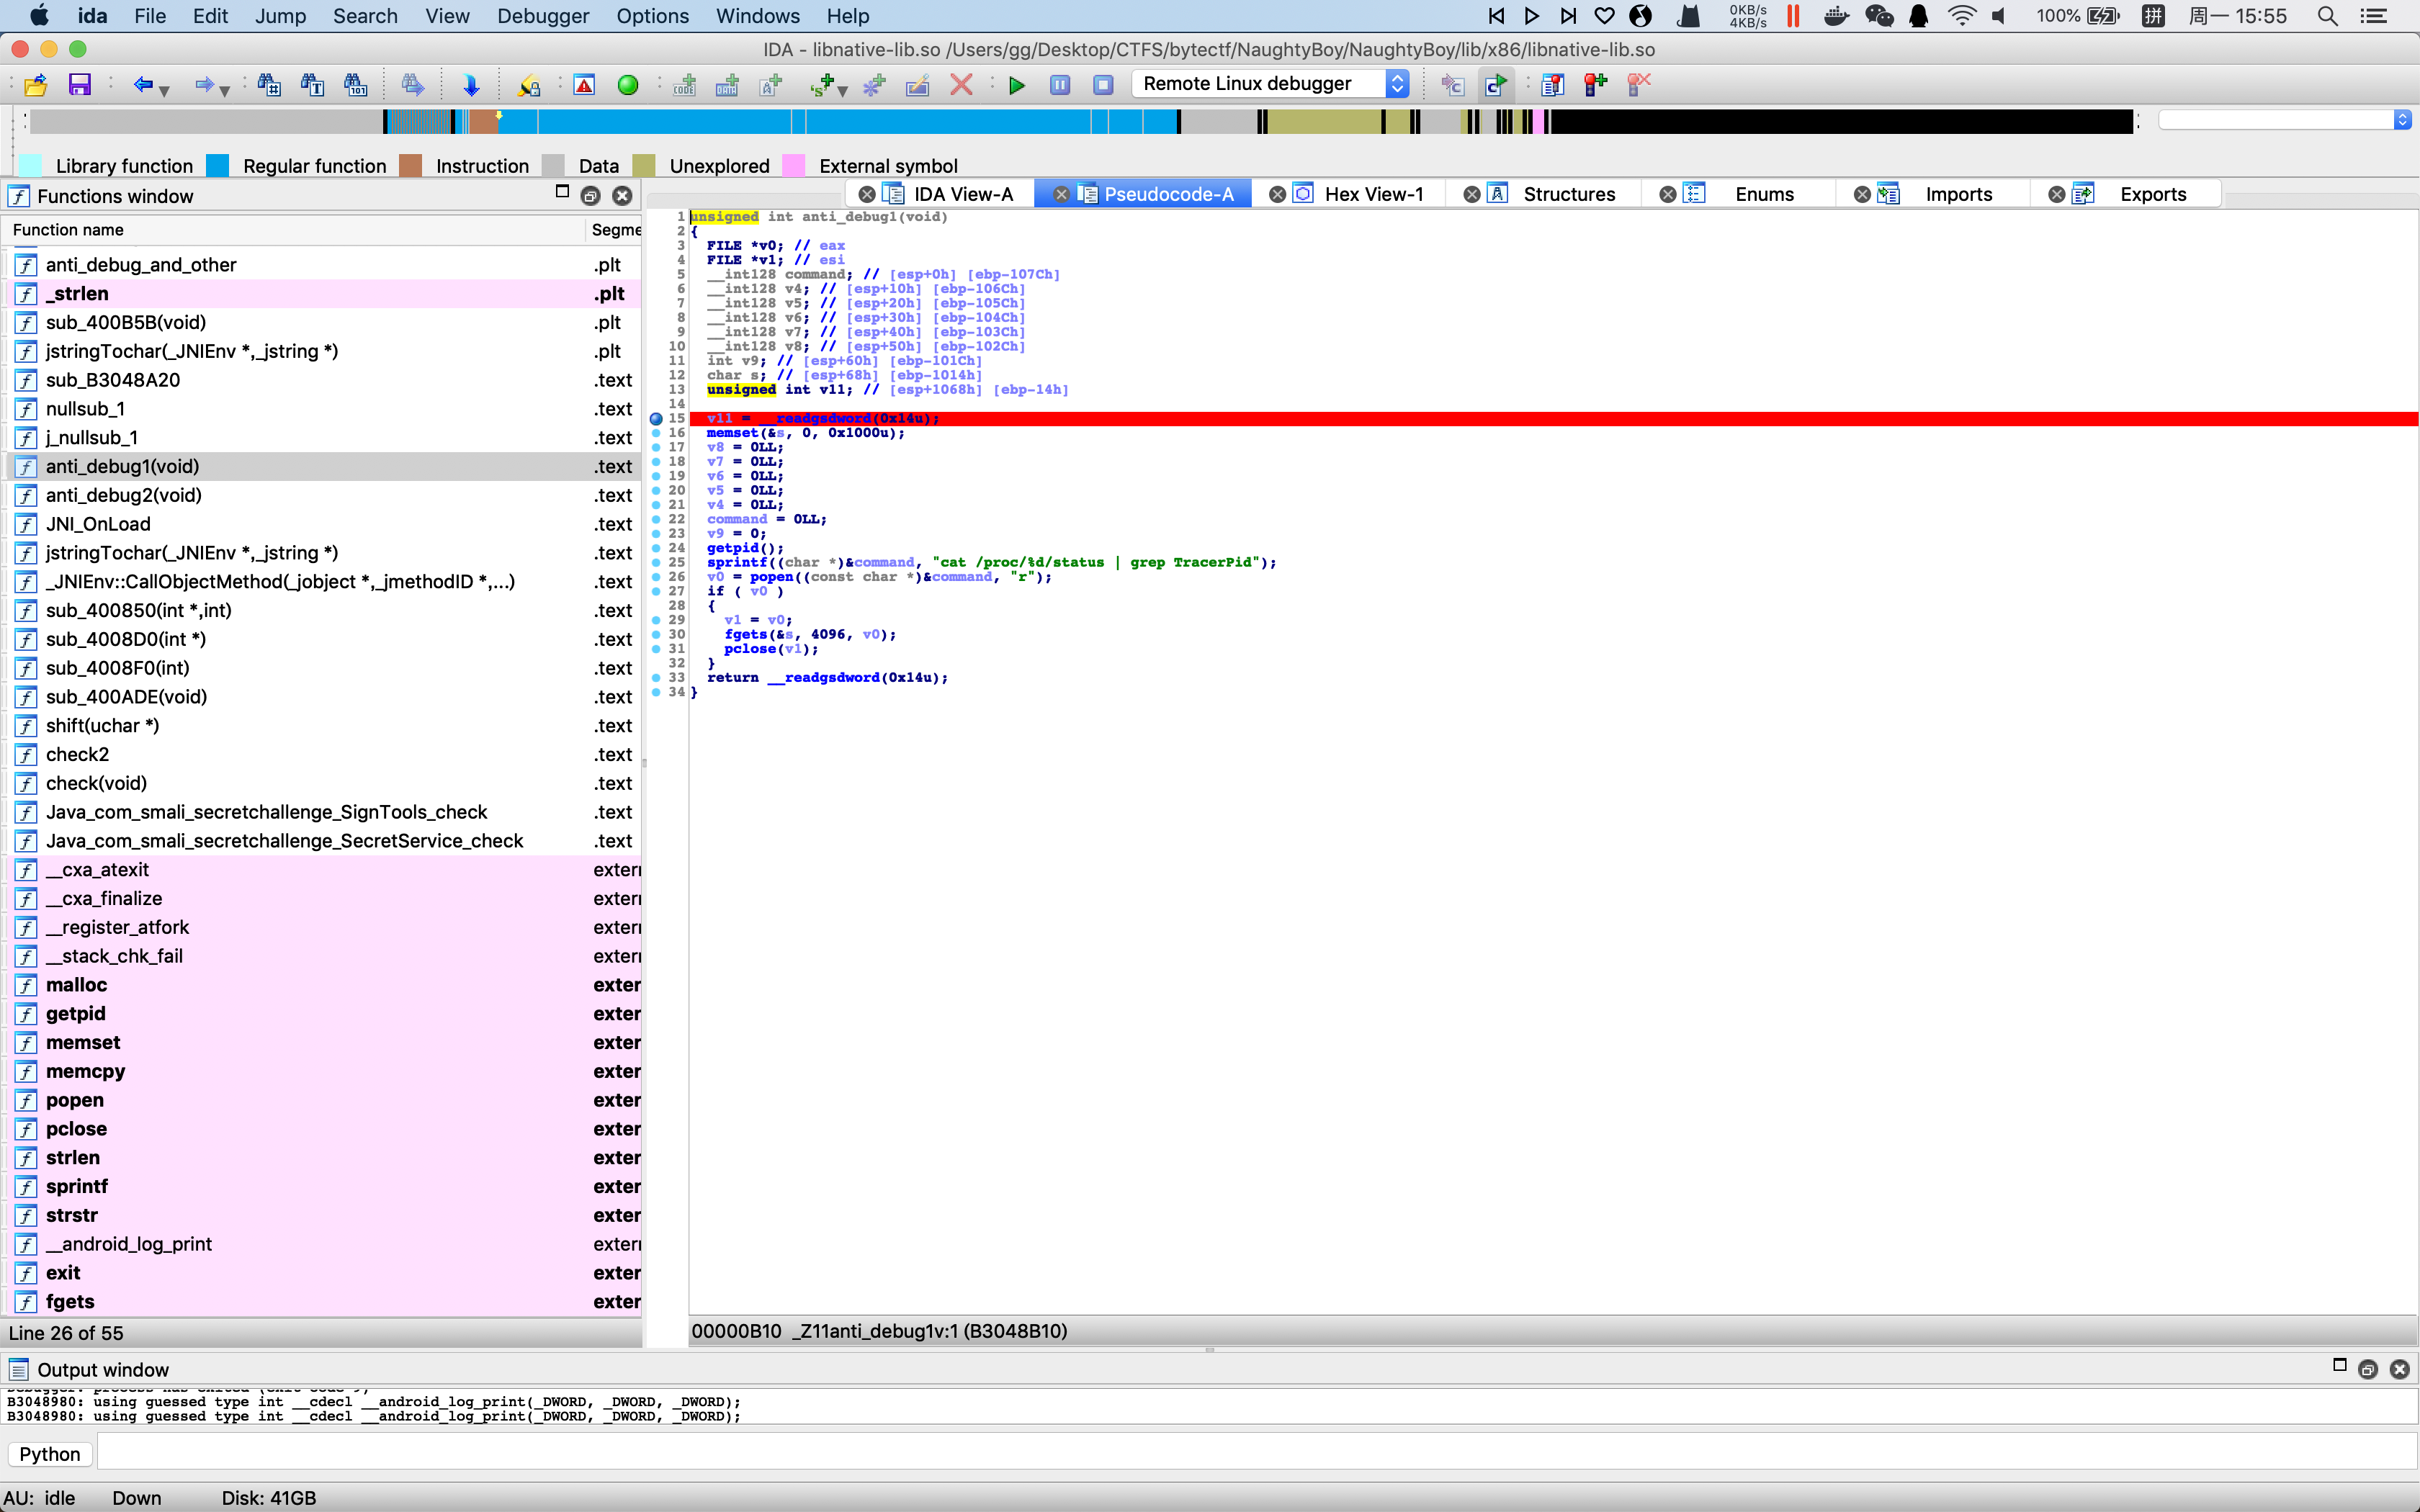 ida File Edit Jump Search View Debugger Options Windows Help 0KB/s 4KB/s 100% 拼 周一 15:55
IDA - libnative-lib.so /Users/gg/Desktop/CTFS/bytectf/NaughtyBoy/NaughtyBoy/lib/x86/libnative-lib.so
Remote Linux debugger
Library function Regular function Instruction Data Unexplored External symbol
Functions window
Function name Segme
anti_debug_and_other .plt
_strlen .plt
sub_400B5B(void) .plt
jstringTochar(_JNIEnv *,_jstring *) .plt
sub_B3048A20 .text
nullsub_1 .text
j_nullsub_1 .text
anti_debug1(void) .text
anti_debug2(void) .text
JNI_OnLoad .text
jstringTochar(_JNIEnv *,_jstring *) .text
_JNIEnv::CallObjectMethod(_jobject *,_jmethodID *,...) .text
sub_400850(int *,int) .text
sub_4008D0(int *) .text
sub_4008F0(int) .text
sub_400ADE(void) .text
shift(uchar *) .text
check2 .text
check(void) .text
Java_com_smali_secretchallenge_SignTools_check .text
Java_com_smali_secretchallenge_SecretService_check .text
__cxa_atexit extern
__cxa_finalize extern
__register_atfork extern
__stack_chk_fail extern
malloc exter
getpid exter
memset exter
memcpy exter
popen exter
pclose exter
strlen exter
sprintf exter
strstr exter
__android_log_print extern
exit exter
fgets exter
Line 26 of 55
IDA View-A Pseudocode-A Hex View-1 Structures Enums Imports Exports
1 unsigned int anti_debug1(void)
2 {
3 FILE *v0; // eax
4 FILE *v1; // esi
5 __int128 command; // [esp+0h] [ebp-107Ch]
6 __int128 v4; // [esp+10h] [ebp-106Ch]
7 __int128 v5; // [esp+20h] [ebp-105Ch]
8 __int128 v6; // [esp+30h] [ebp-104Ch]
9 __int128 v7; // [esp+40h] [ebp-103Ch]
10 __int128 v8; // [esp+50h] [ebp-102Ch]
11 int v9; // [esp+60h] [ebp-101Ch]
12 char s; // [esp+68h] [ebp-1014h]
13 unsigned int v11; // [esp+1068h] [ebp-14h]
14
15 v11 = __readgsdword(0x14u);
16 memset(&s, 0, 0x1000u);
17 v8 = 0LL;
18 v7 = 0LL;
19 v6 = 0LL;
20 v5 = 0LL;
21 v4 = 0LL;
22 command = 0LL;
23 v9 = 0;
24 getpid();
25 sprintf((char *)&command, "cat /proc/%d/status | grep TracerPid");
26 v0 = popen((const char *)&command, "r");
27 if ( v0 )
28 {
29 v1 = v0;
30 fgets(&s, 4096, v0);
31 pclose(v1);
32 }
33 return __readgsdword(0x14u);
34 }
00000B10 _Z11anti_debug1v:1 (B3048B10)
Output window
Debugger: process has exited (exit code 9)
B3048980: using guessed type int __cdecl __android_log_print(_DWORD, _DWORD, _DWORD);
B3048980: using guessed type int __cdecl __android_log_print(_DWORD, _DWORD, _DWORD);
Python
AU: idle Down Disk: 41GB